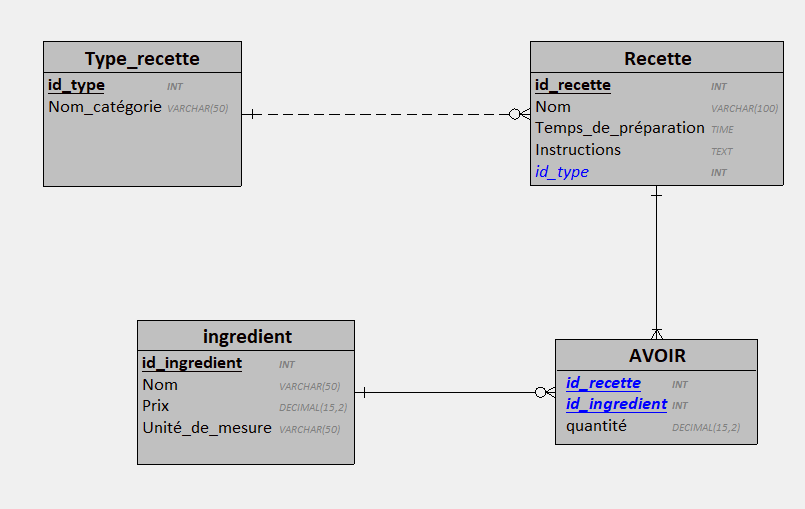 Type_recette
id_type INT
Nom_catégorie VARCHAR(50)
Recette
id_recette INT
Nom VARCHAR(100)
Temps_de_préparation TIME
Instructions TEXT
id_type INT
ingredient
id_ingredient INT
Nom VARCHAR(50)
Prix DECIMAL(15,2)
Unité_de_mesure VARCHAR(50)
AVOIR
id_recette INT
id_ingredient INT
quantité DECIMAL(15,2)